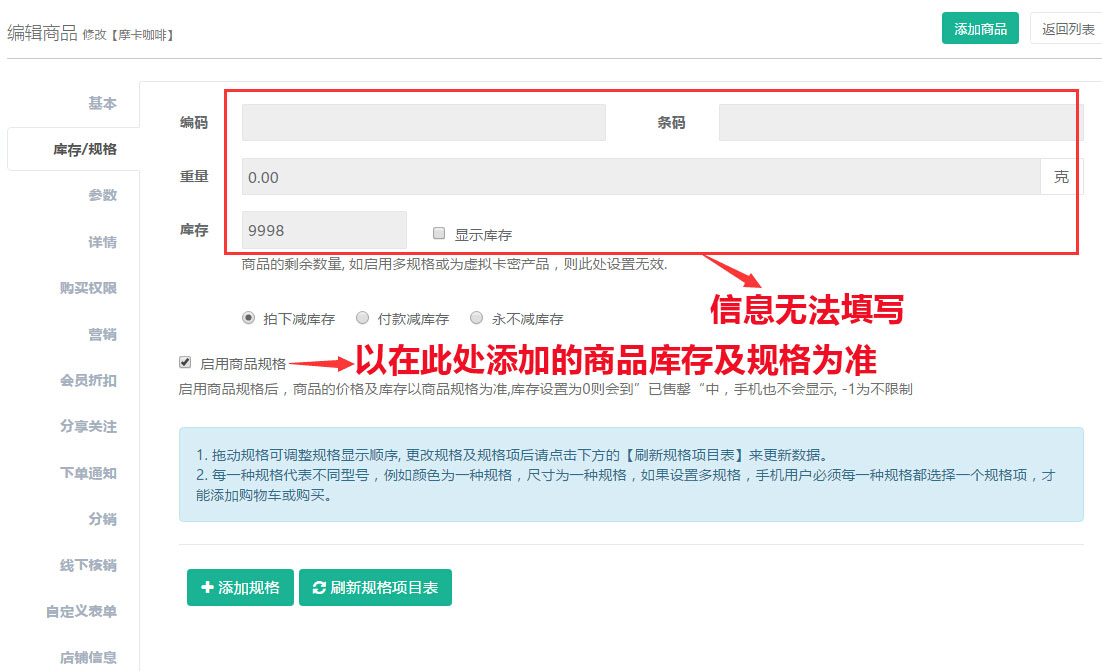 编辑商品 修改【摩卡咖啡】
添加商品
返回列表
基本
库存/规格
参数
详情
购买权限
营销
会员折扣
分享关注
下单通知
分销
线下核销
自定义表单
店铺信息
编码
条码
重量 0.00 克
库存 9998 显示库存
商品的剩余数量, 如启用多规格或为虚拟卡密产品，则此处设置无效.
信息无法填写
拍下减库存 付款减库存 永不减库存
启用商品规格
以在此处添加的商品库存及规格为准
启用商品规格后，商品的价格及库存以商品规格为准,库存设置为0则会到”已售罄“中，手机也不会显示, -1为不限制
1. 拖动规格可调整规格显示顺序, 更改规格及规格项后请点击下方的【刷新规格项目表】来更新数据。
2. 每一种规格代表不同型号，例如颜色为一种规格，尺寸为一种规格，如果设置多规格，手机用户必须每一种规格都选择一个规格项，才
能添加购物车或购买。
添加规格
刷新规格项目表